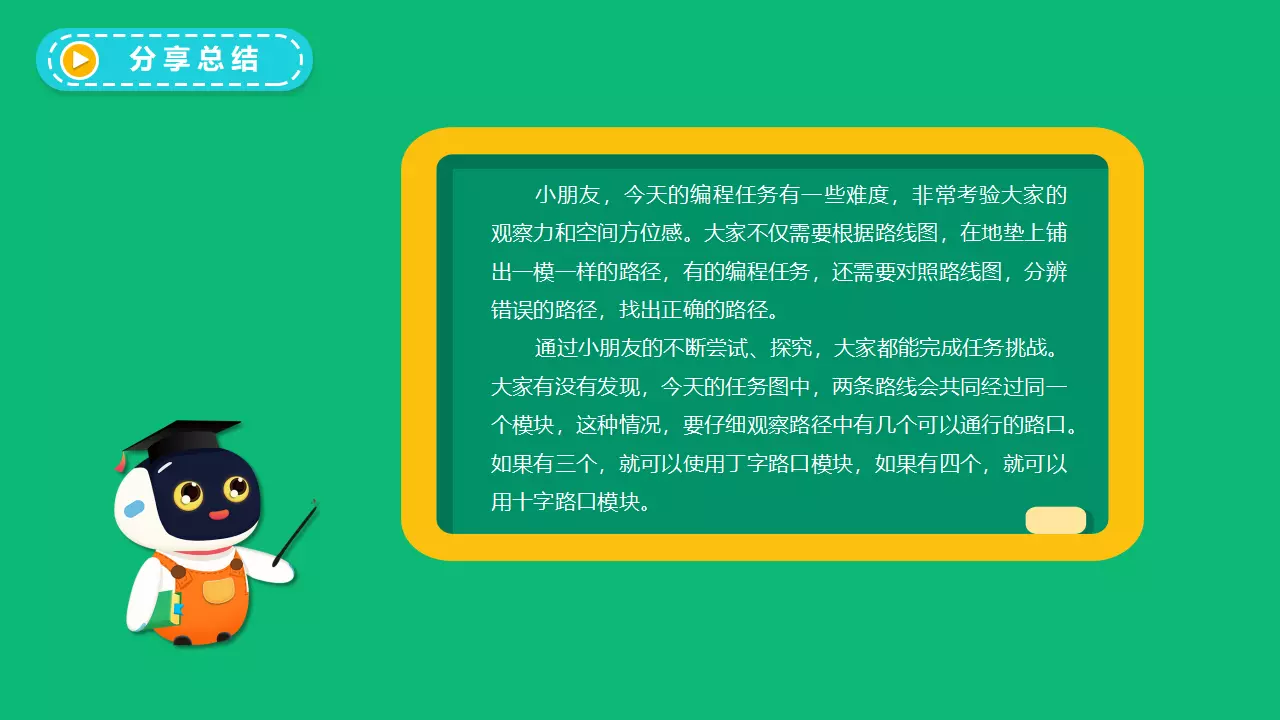 分享总结
小朋友，今天的编程任务有一些难度，非常考验大家的
观察力和空间方位感。大家不仅需要根据路线图，在地垫上铺
出一模一样的路径，有的编程任务，还需要对照路线图，分辨
错误的路径，找出正确的路径。
通过小朋友的不断尝试、探究，大家都能完成任务挑战。
大家有没有发现，今天的任务图中，两条路线会共同经过同一
个模块，这种情况，要仔细观察路径中有几个可以通行的路口。
如果有三个，就可以使用丁字路口模块，如果有四个，就可以
用十字路口模块。